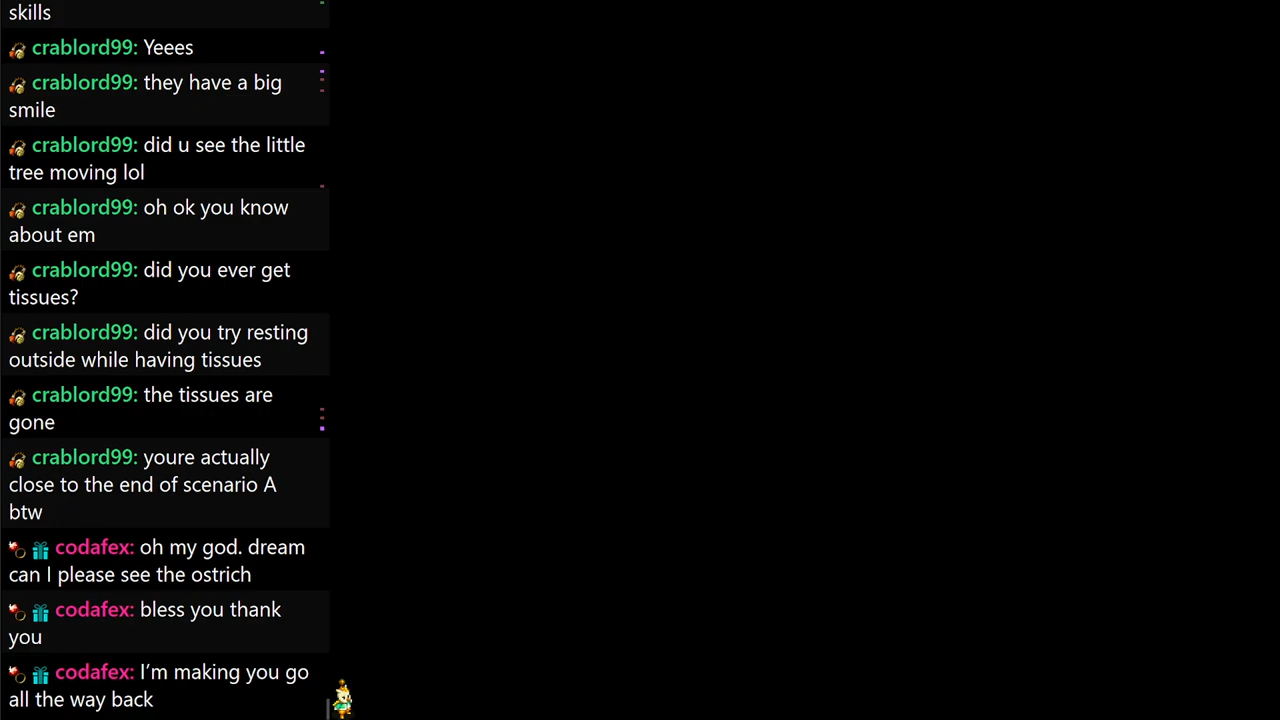 skills
crablord99: Yeees
crablord99: they have a big
smile
crablord99: did u see the little
tree moving lol
crablord99: oh ok you know
about em
crablord99: did you ever get
tissues?
crablord99: did you try resting
outside while having tissues
crablord99: the tissues are
gone
crablord99: youre actually
close to the end of scenario A
btw
codafex: oh my god. dream
can I please see the ostrich
codafex: bless you thank
you
codafex: I’m making you go
all the way back